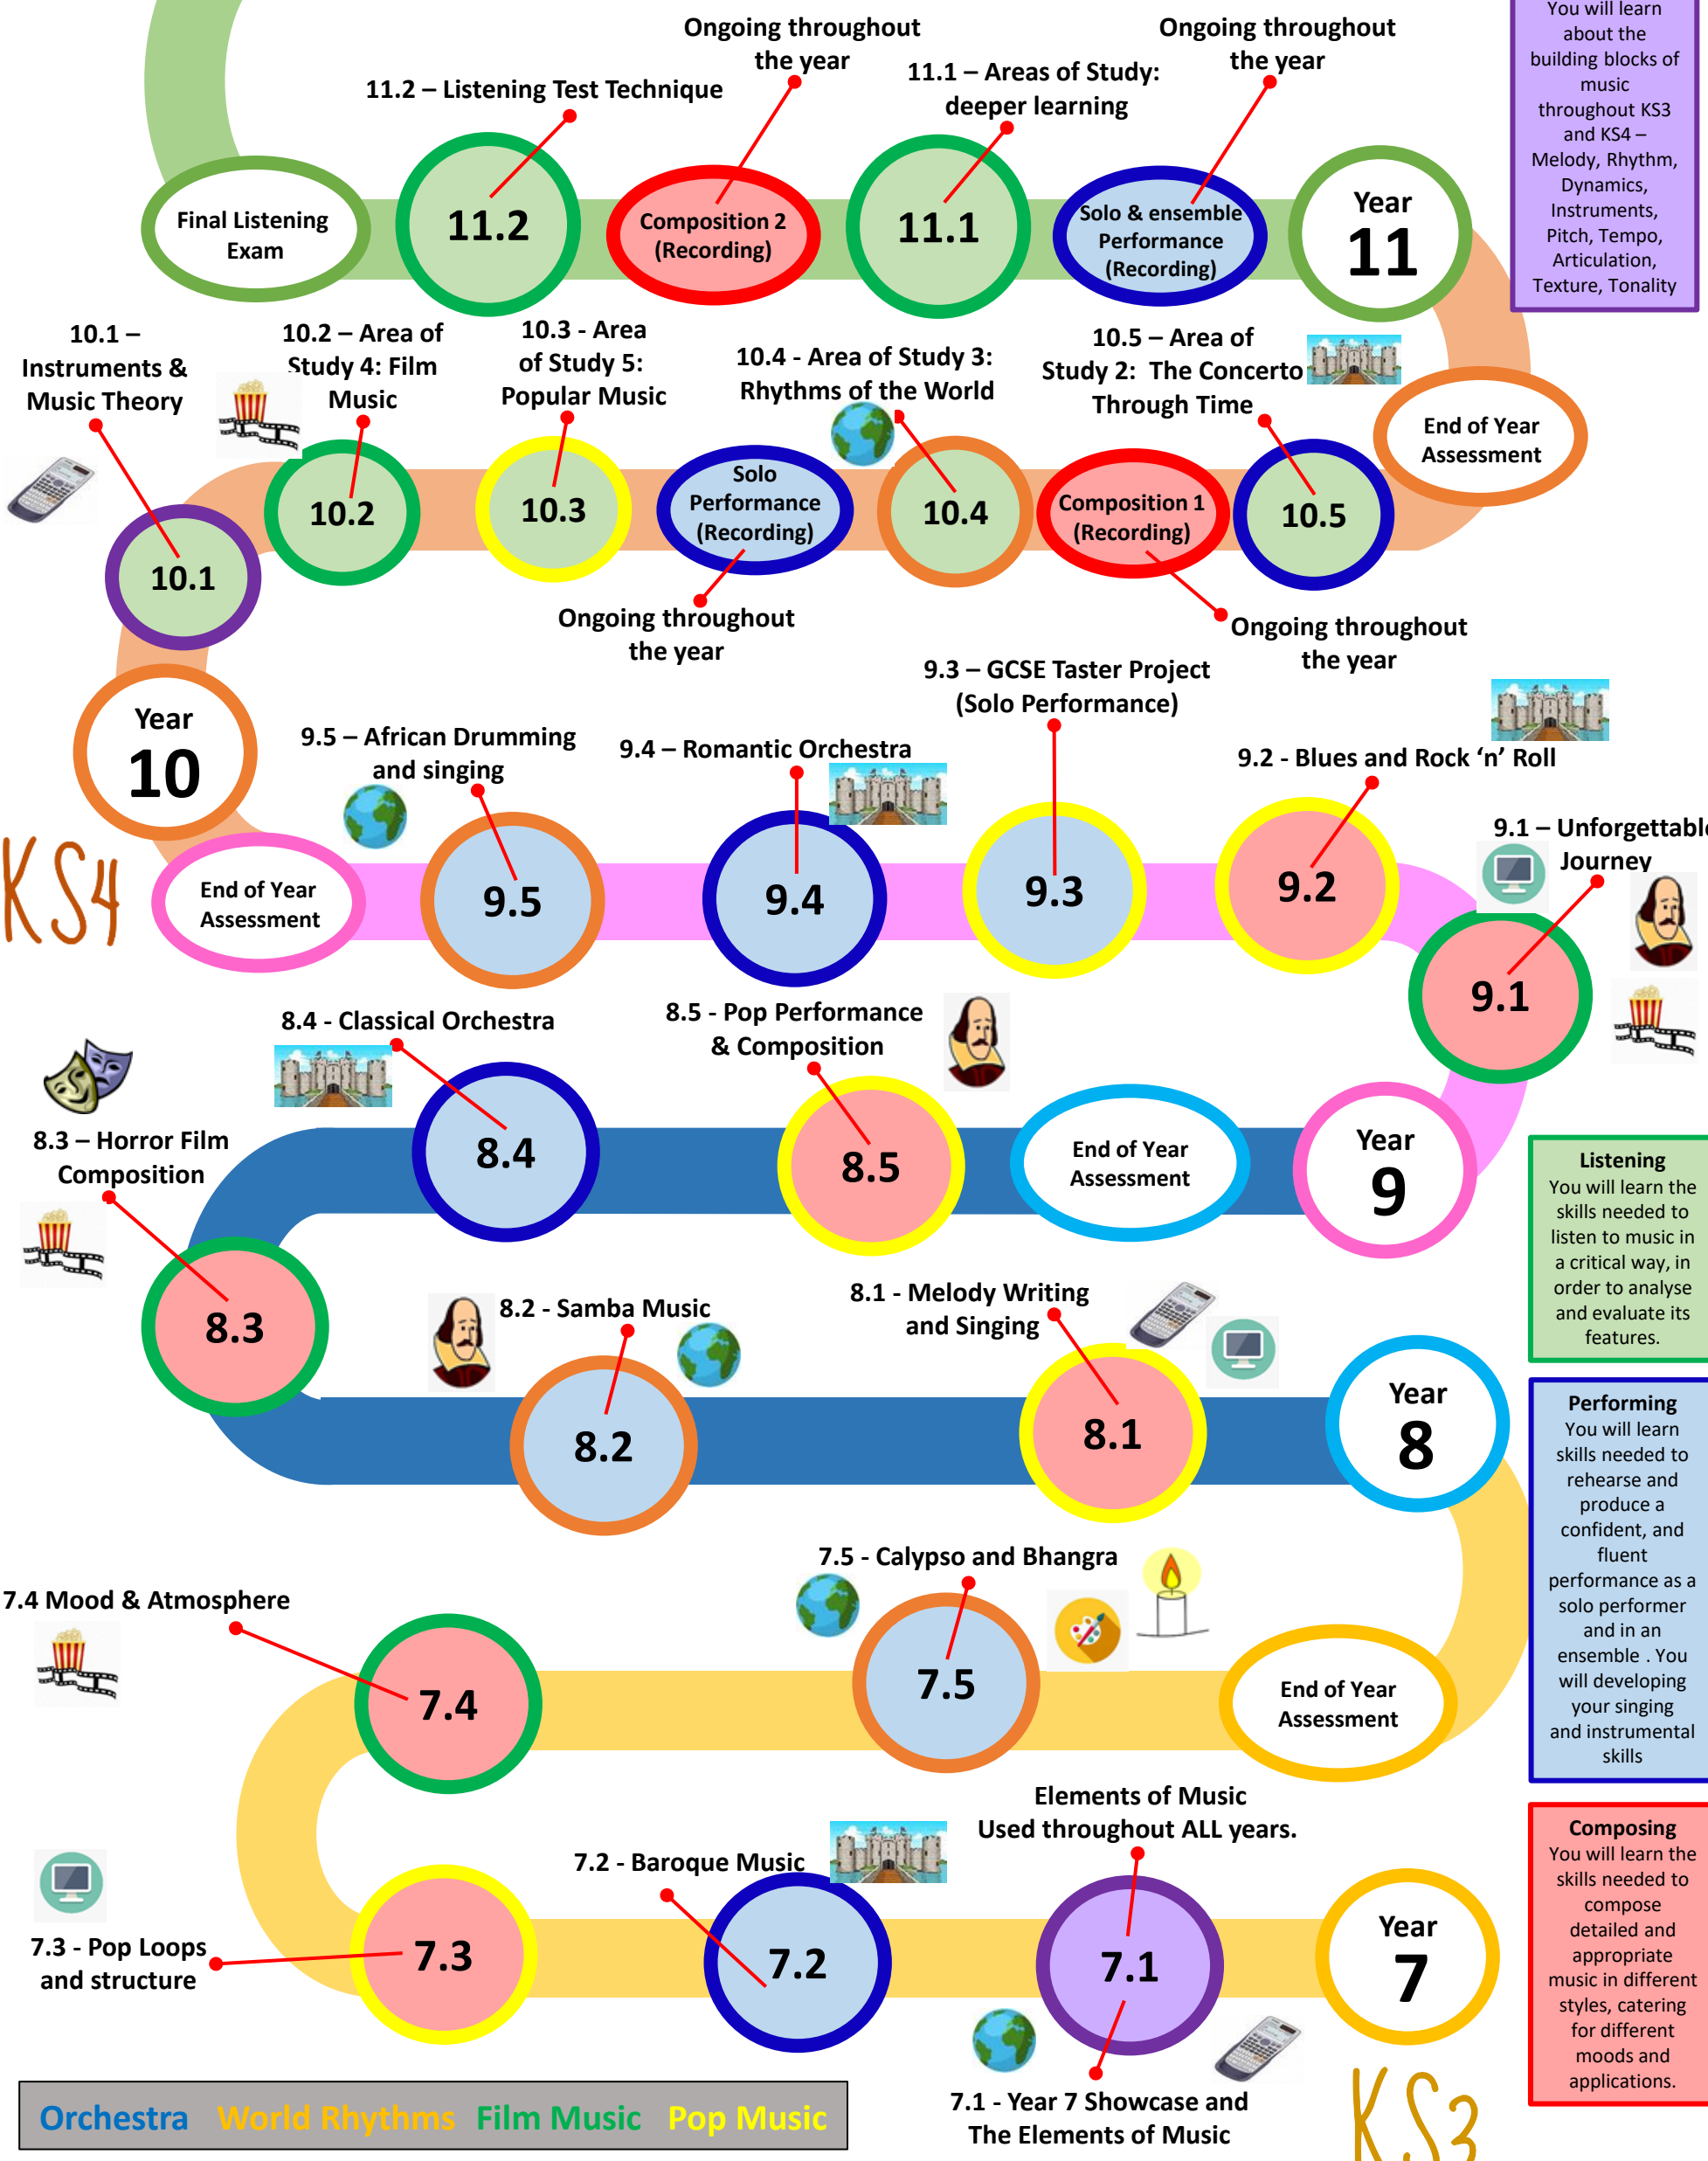 Ongoing throughout
the year
Ongoing throughout
the year
11.2 – Listening Test Technique
11.1 – Areas of Study:
deeper learning
You will learn
about the
building blocks of
music
throughout KS3
and KS4 –
Melody, Rhythm,
Dynamics,
Instruments,
Pitch, Tempo,
Articulation,
Texture, Tonality
Final Listening
Exam
11.2
Composition 2
(Recording)
11.1
Solo & ensemble
Performance
(Recording)
Year
11
10.1 –
Instruments &
Music Theory
10.2 – Area of
Study 4: Film
Music
10.3 - Area
of Study 5:
Popular Music
10.4 - Area of Study 3:
Rhythms of the World
10.5 – Area of
Study 2: The Concerto
Through Time
End of Year
Assessment
10.1
10.2
10.3
Solo
Performance
(Recording)
10.4
Composition 1
(Recording)
10.5
Ongoing throughout
the year
Ongoing throughout
the year
Year
10
9.5 – African Drumming
and singing
9.4 – Romantic Orchestra
9.3 – GCSE Taster Project
(Solo Performance)
9.2 - Blues and Rock ‘n’ Roll
9.1 – Unforgettable
Journey
KS4
End of Year
Assessment
9.5
9.4
9.3
9.2
9.1
8.4 - Classical Orchestra
8.5 - Pop Performance
& Composition
8.3 – Horror Film
Composition
8.4
8.5
End of Year
Assessment
Year
9
Listening
You will learn the
skills needed to
listen to music in
a critical way, in
order to analyse
and evaluate its
features.
8.3
8.2 - Samba Music
8.1 - Melody Writing
and Singing
8.2
8.1
Year
8
Performing
You will learn
skills needed to
rehearse and
produce a
confident, and
fluent
performance as a
solo performer
and in an
ensemble . You
will developing
your singing
and instrumental
skills
7.4 Mood & Atmosphere
7.5 - Calypso and Bhangra
7.4
7.5
End of Year
Assessment
Elements of Music
Used throughout ALL years.
7.3 - Pop Loops
and structure
7.2 - Baroque Music
7.3
7.2
7.1
Year
7
Composing
You will learn the
skills needed to
compose
detailed and
appropriate
music in different
styles, catering
for different
moods and
applications.
7.1 - Year 7 Showcase and
The Elements of Music
KS3
Orchestra World Rhythms Film Music Pop Music